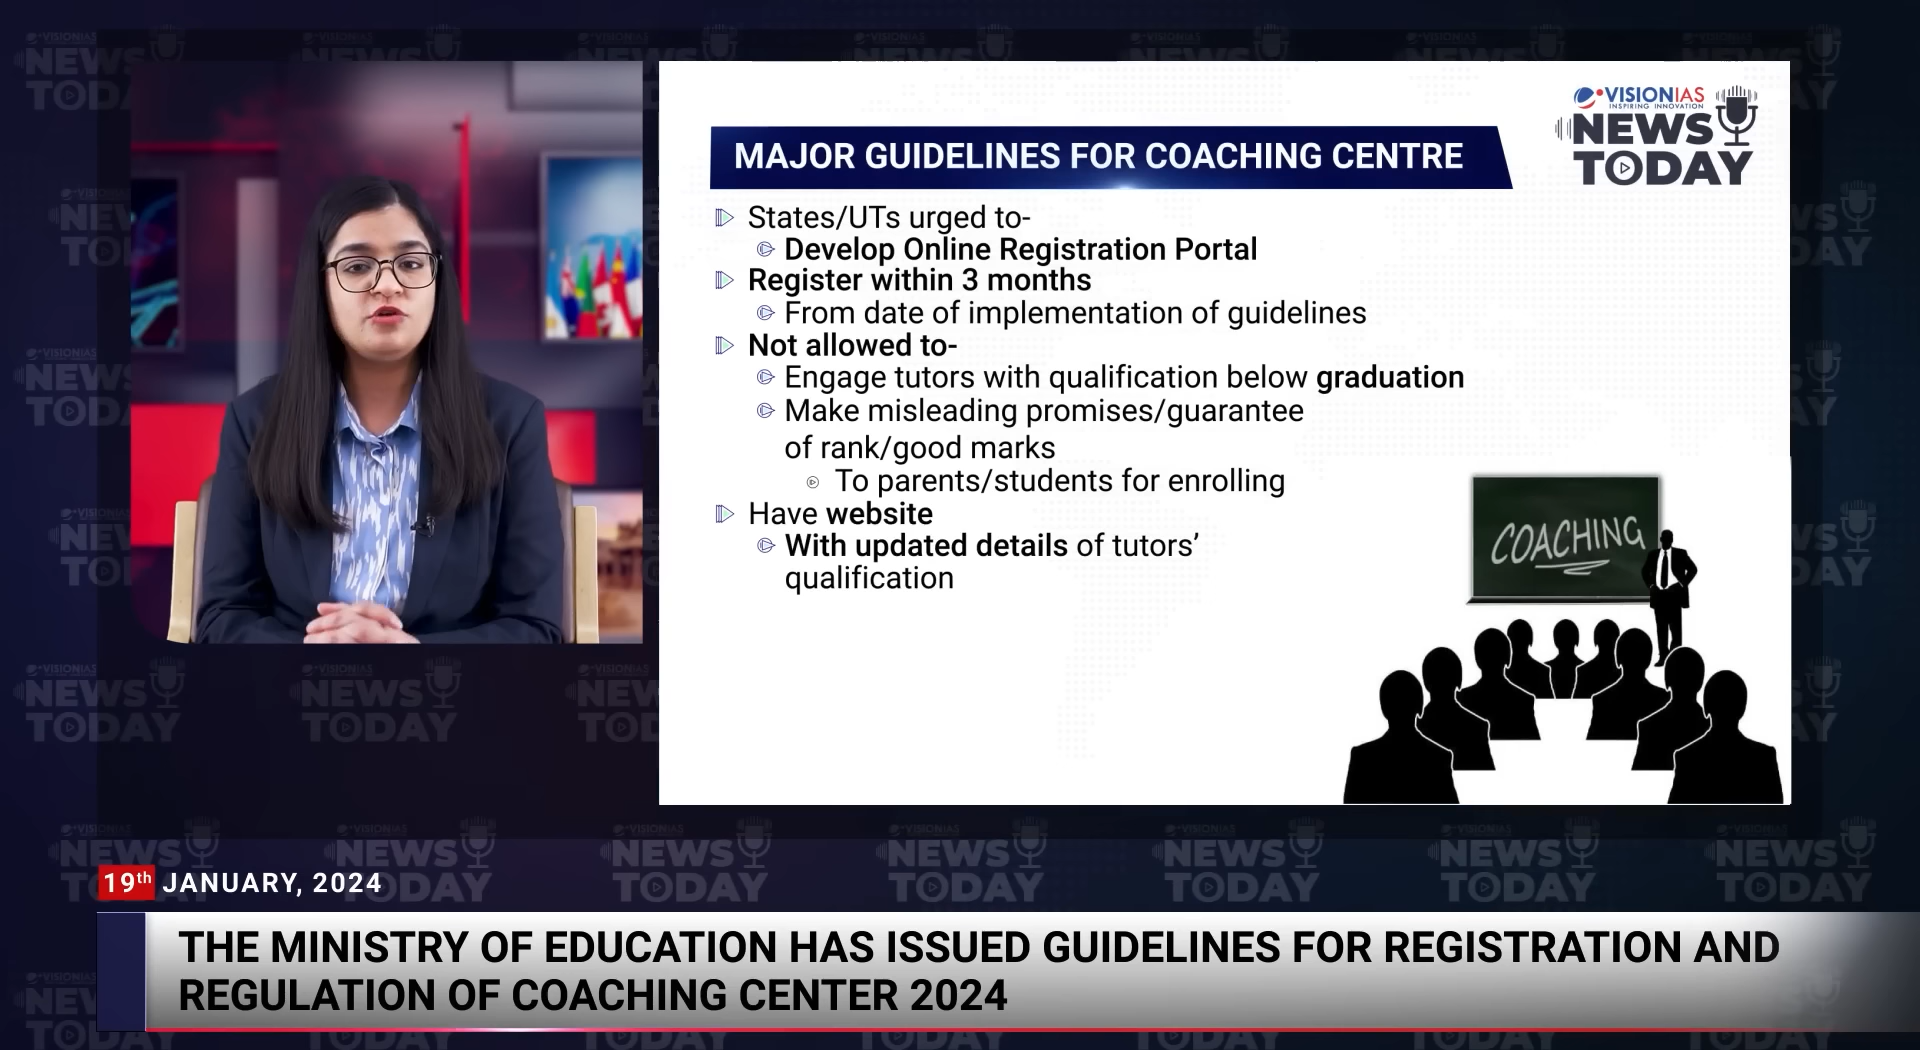 VISIONIAS
INSPIRING INNOVATION
NEWS
TODAY
MAJOR GUIDELINES FOR COACHING CENTRE
States/UTs urged to-
Develop Online Registration Portal
Register within 3 months
From date of implementation of guidelines
Not allowed to-
Engage tutors with qualification below graduation
Make misleading promises/guarantee
of rank/good marks
To parents/students for enrolling
Have website
With updated details of tutors’
qualification
COACHING
19th JANUARY, 2024
THE MINISTRY OF EDUCATION HAS ISSUED GUIDELINES FOR REGISTRATION AND
REGULATION OF COACHING CENTER 2024